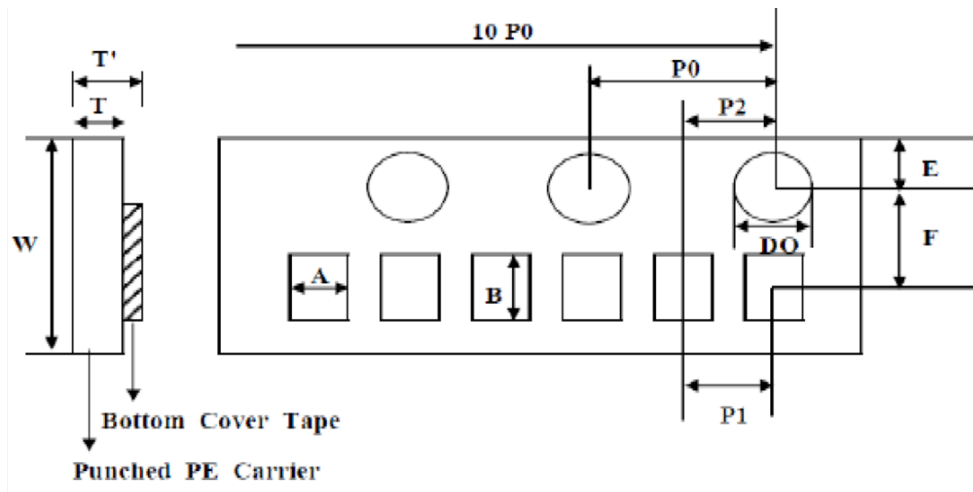 10 P0
T'
P0
T
P2
E
W
F
DO
A
B
P1
Bottom Cover Tape
Punched PE Carrier